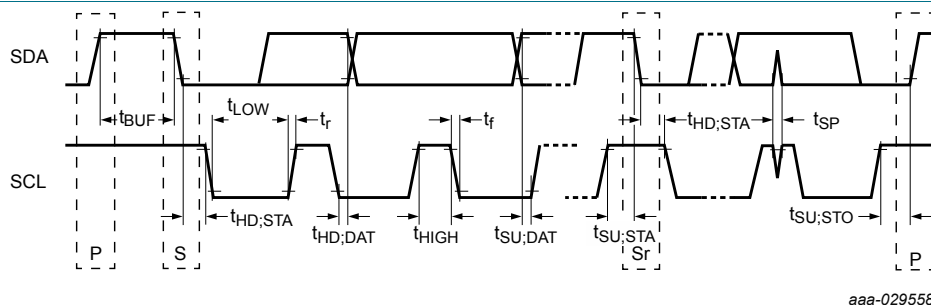 SDA
tBUF
tLOW
tr
tf
tHD;STA
tSP
SCL
tHD;STA
tHD;DAT
tHIGH
tSU;DAT
tSU;STA
tSU;STO
P
S
Sr
P
aaa-029558